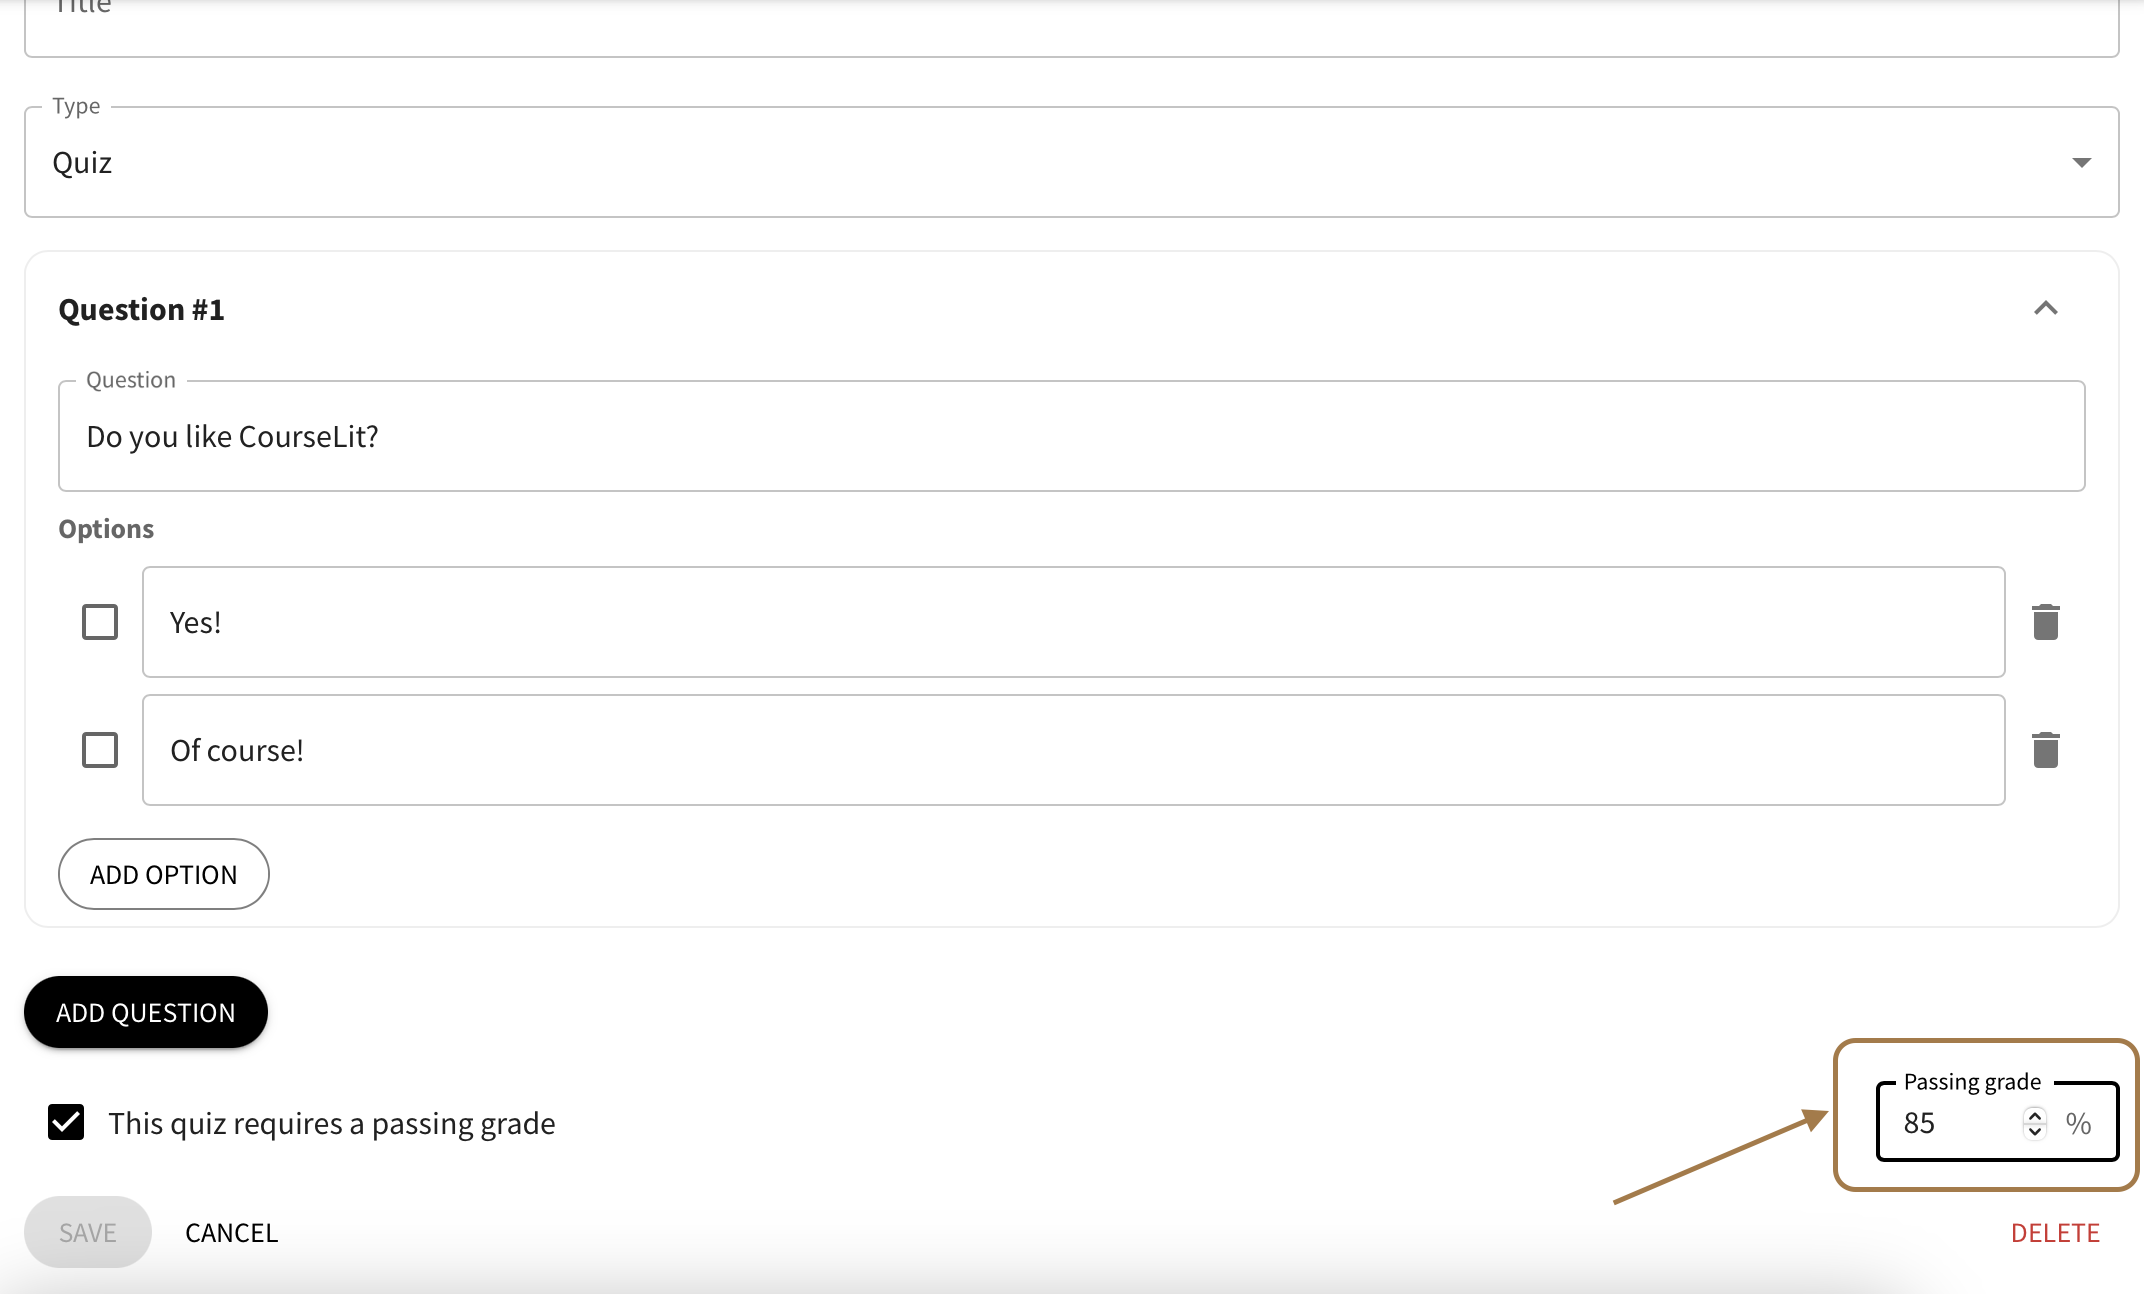 Title
Type
Quiz
Question #1
Question
Do you like CourseLit?
Options
Yes!
Of course!
ADD OPTION
ADD QUESTION
This quiz requires a passing grade
Passing grade
85 %
SAVE CANCEL DELETE